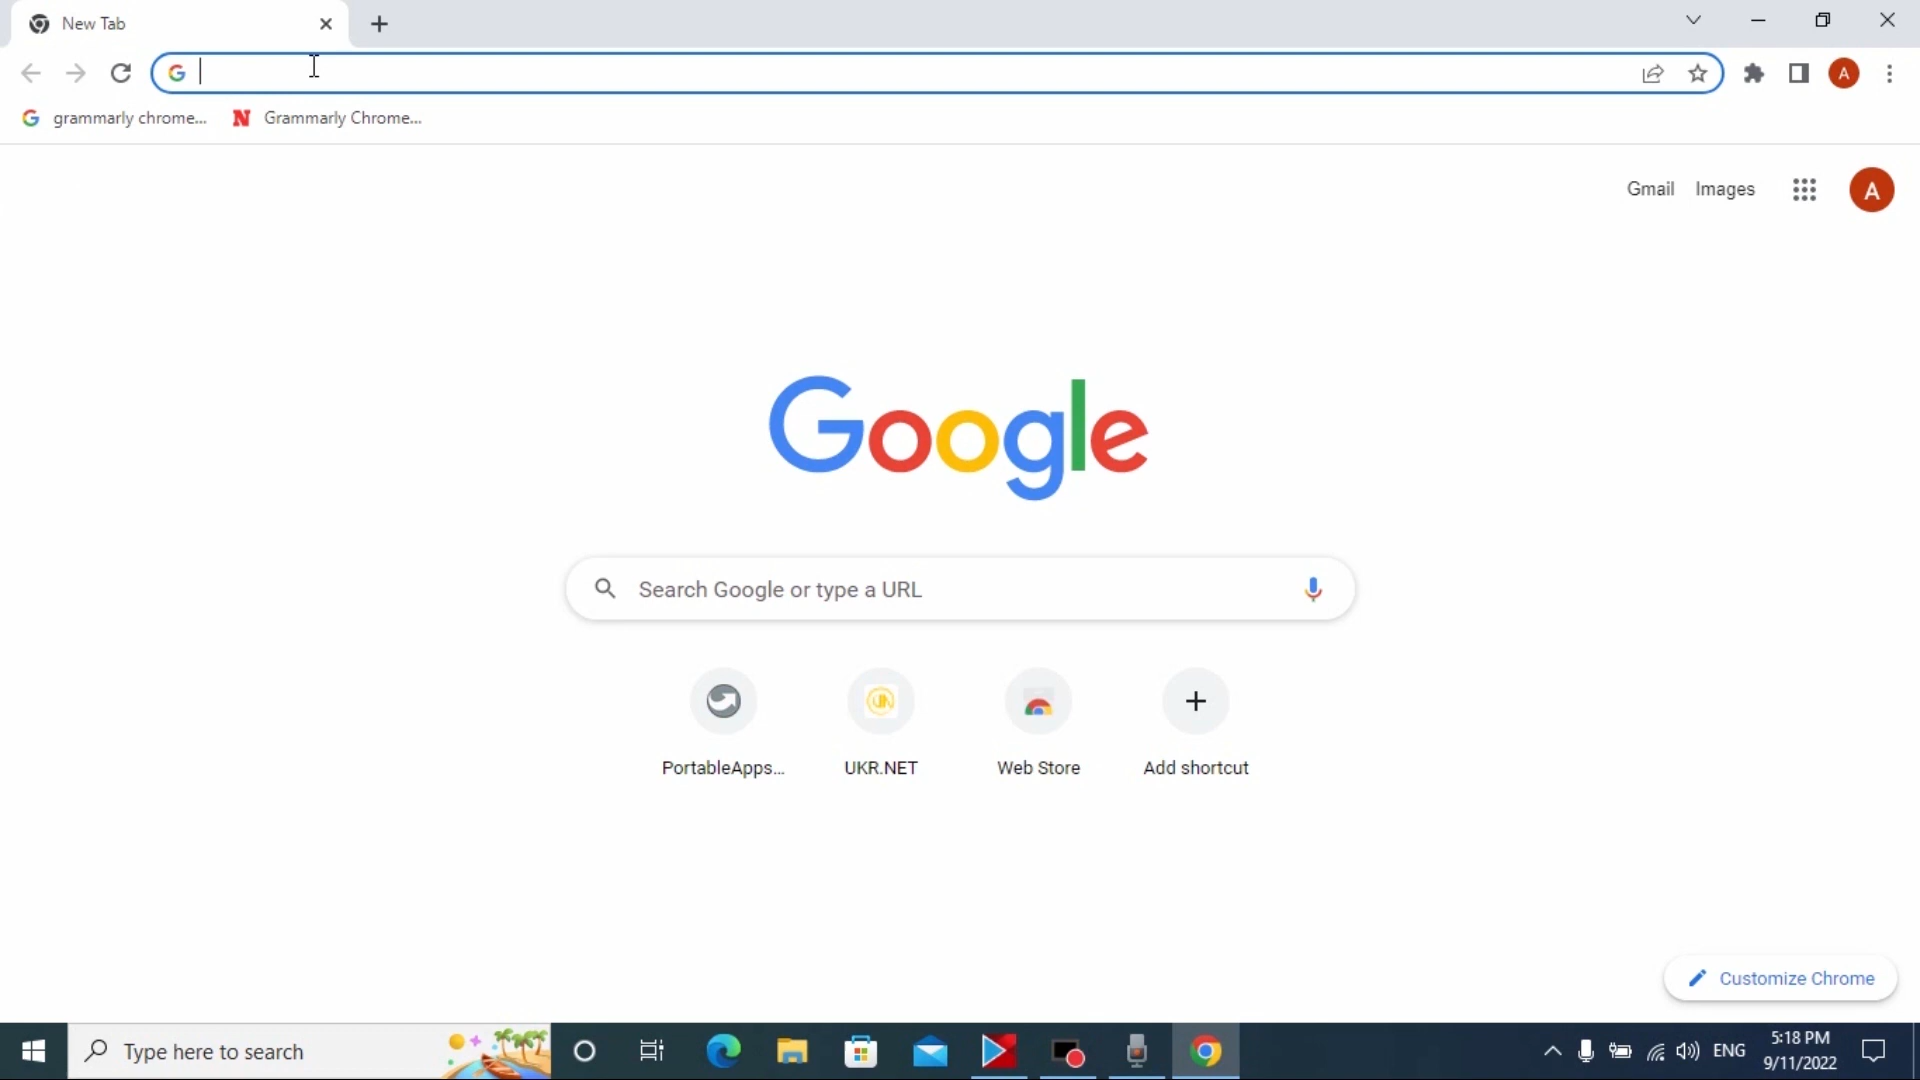 New Tab
grammarly chrome...
Grammarly Chrome...
Gmail Images
A
A
Google
Search Google or type a URL
PortableApps... UKR.NET Web Store Add shortcut
Customize Chrome
Type here to search
ENG
5:18 PM
9/11/2022